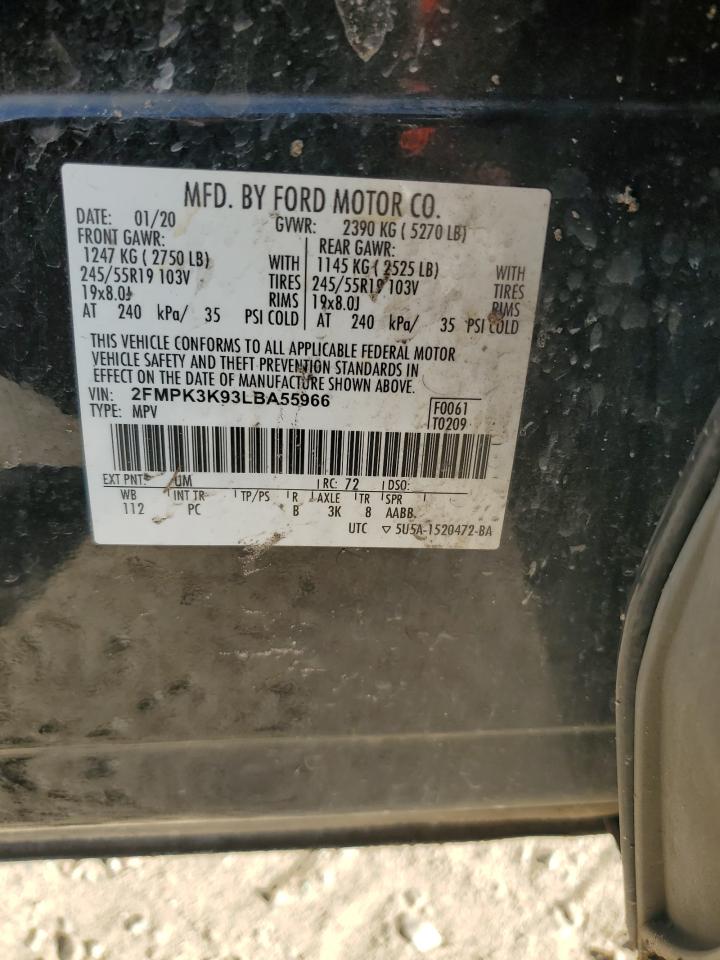 MFD. BY FORD MOTOR CO.
DATE: 01/20 GVWR: 2390 KG ( 5270 LB)
FRONT GAWR: REAR GAWR:
1247 KG ( 2750 LB) WITH 1145 KG ( 2525 LB) WITH
245/55R19 103V TIRES 245/55R19 103V TIRES
19x8.0J RIMS 19x8.0J RIMS
AT 240 kPa/ 35 PSI COLD AT 240 kPa/ 35 PSI COLD
THIS VEHICLE CONFORMS TO ALL APPLICABLE FEDERAL MOTOR
VEHICLE SAFETY AND THEFT PREVENTION STANDARDS IN
EFFECT ON THE DATE OF MANUFACTURE SHOWN ABOVE.
VIN: 2FMPK3K93LBA55966
TYPE: MPV
F0061
T0209
EXT PNT: UM RC: 72 DSO:
WB INT TR TP/PS R AXLE TR SPR
112 PC B 3K 8 AABB
UTC ▽ 5U5A-1520472-BA